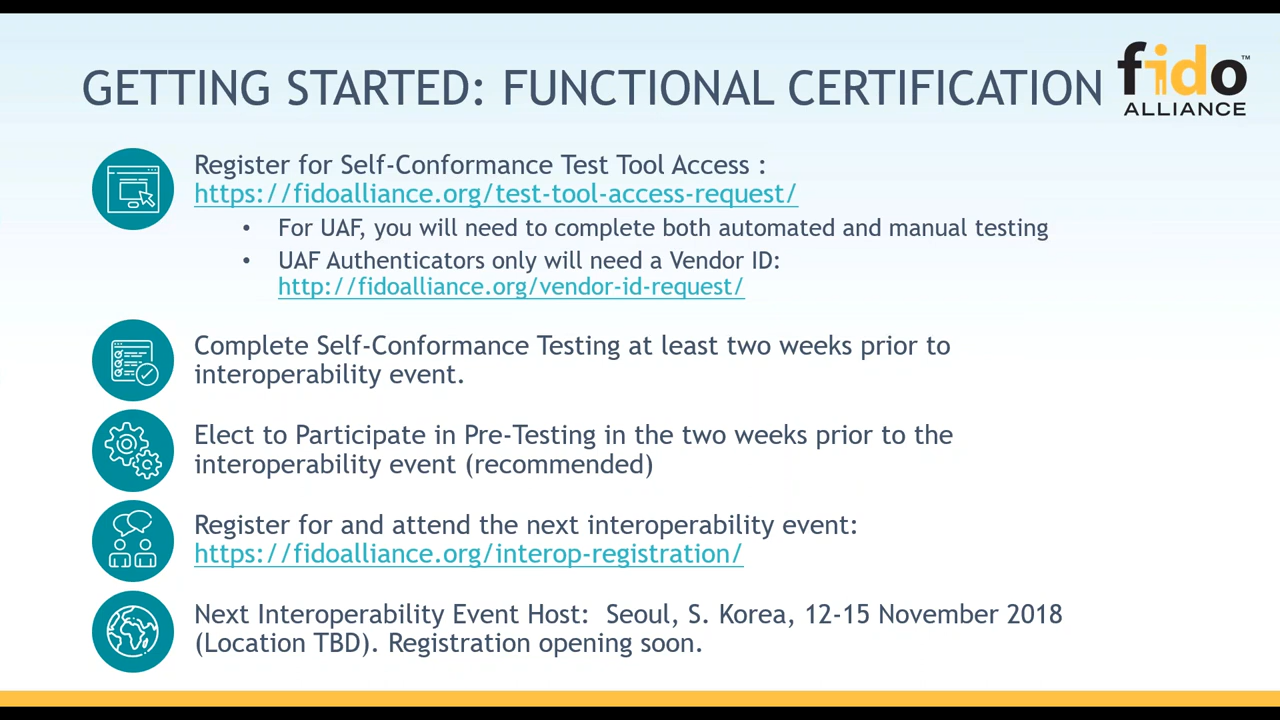 GETTING STARTED: FUNCTIONAL CERTIFICATION
fido™
ALLIANCE
Register for Self-Conformance Test Tool Access :
https://fidoalliance.org/test-tool-access-request/
• For UAF, you will need to complete both automated and manual testing
• UAF Authenticators only will need a Vendor ID:
http://fidoalliance.org/vendor-id-request/
Complete Self-Conformance Testing at least two weeks prior to
interoperability event.
Elect to Participate in Pre-Testing in the two weeks prior to the
interoperability event (recommended)
Register for and attend the next interoperability event:
https://fidoalliance.org/interop-registration/
Next Interoperability Event Host:  Seoul, S. Korea, 12-15 November 2018
(Location TBD). Registration opening soon.